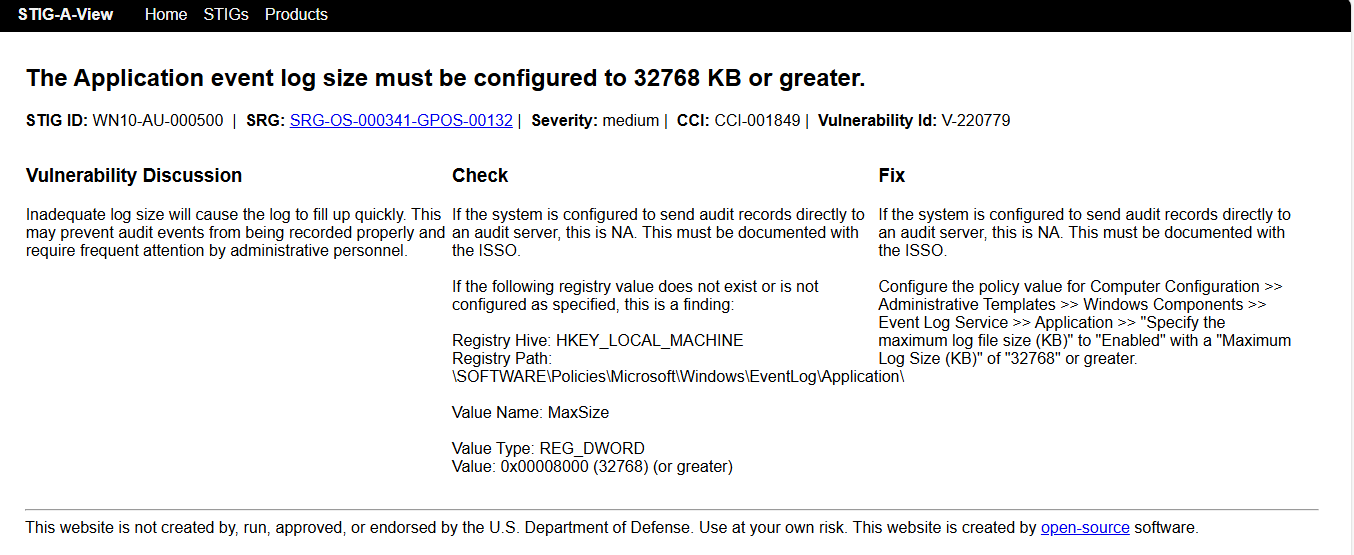 STIG-A-View Home STIGs Products
The Application event log size must be configured to 32768 KB or greater.
STIG ID: WN10-AU-000500 | SRG: SRG-OS-000341-GPOS-00132 | Severity: medium | CCI: CCI-001849 | Vulnerability Id: V-220779
Vulnerability Discussion
Inadequate log size will cause the log to fill up quickly. This
may prevent audit events from being recorded properly and
require frequent attention by administrative personnel.
Check
If the system is configured to send audit records directly to
an audit server, this is NA. This must be documented with
the ISSO.
If the following registry value does not exist or is not
configured as specified, this is a finding:
Registry Hive: HKEY_LOCAL_MACHINE
Registry Path:
\SOFTWARE\Policies\Microsoft\Windows\EventLog\Application\
Value Name: MaxSize
Value Type: REG_DWORD
Value: 0x00008000 (32768) (or greater)
Fix
If the system is configured to send audit records directly to
an audit server, this is NA. This must be documented with
the ISSO.
Configure the policy value for Computer Configuration >>
Administrative Templates >> Windows Components >>
Event Log Service >> Application >> "Specify the
maximum log file size (KB)" to "Enabled" with a "Maximum
Log Size (KB)" of "32768" or greater.
This website is not created by, run, approved, or endorsed by the U.S. Department of Defense. Use at your own risk. This website is created by open-source software.